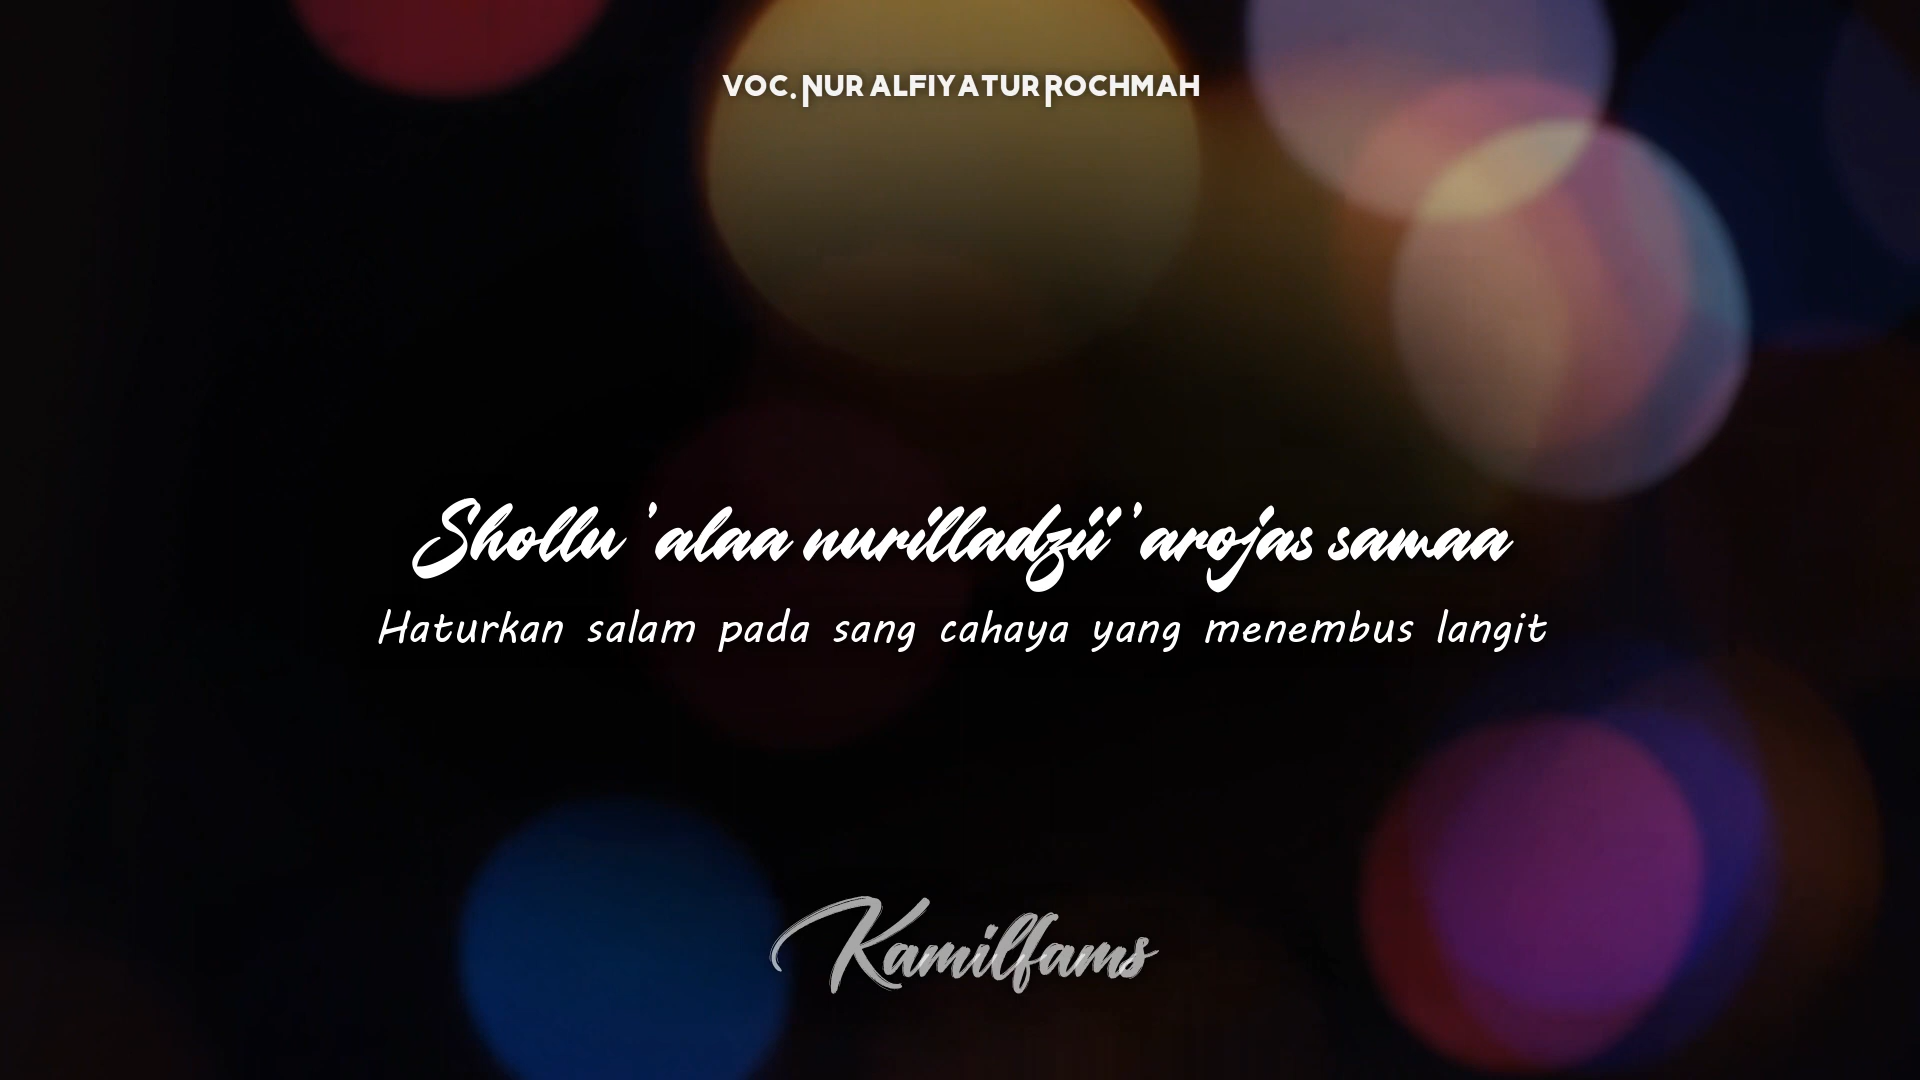 VOC. NUR ALFIYATUR ROCHMAH
Shollu 'alaa nurilladzii 'arojas samaa
Haturkan salam pada sang cahaya yang menembus langit
Kamilfams